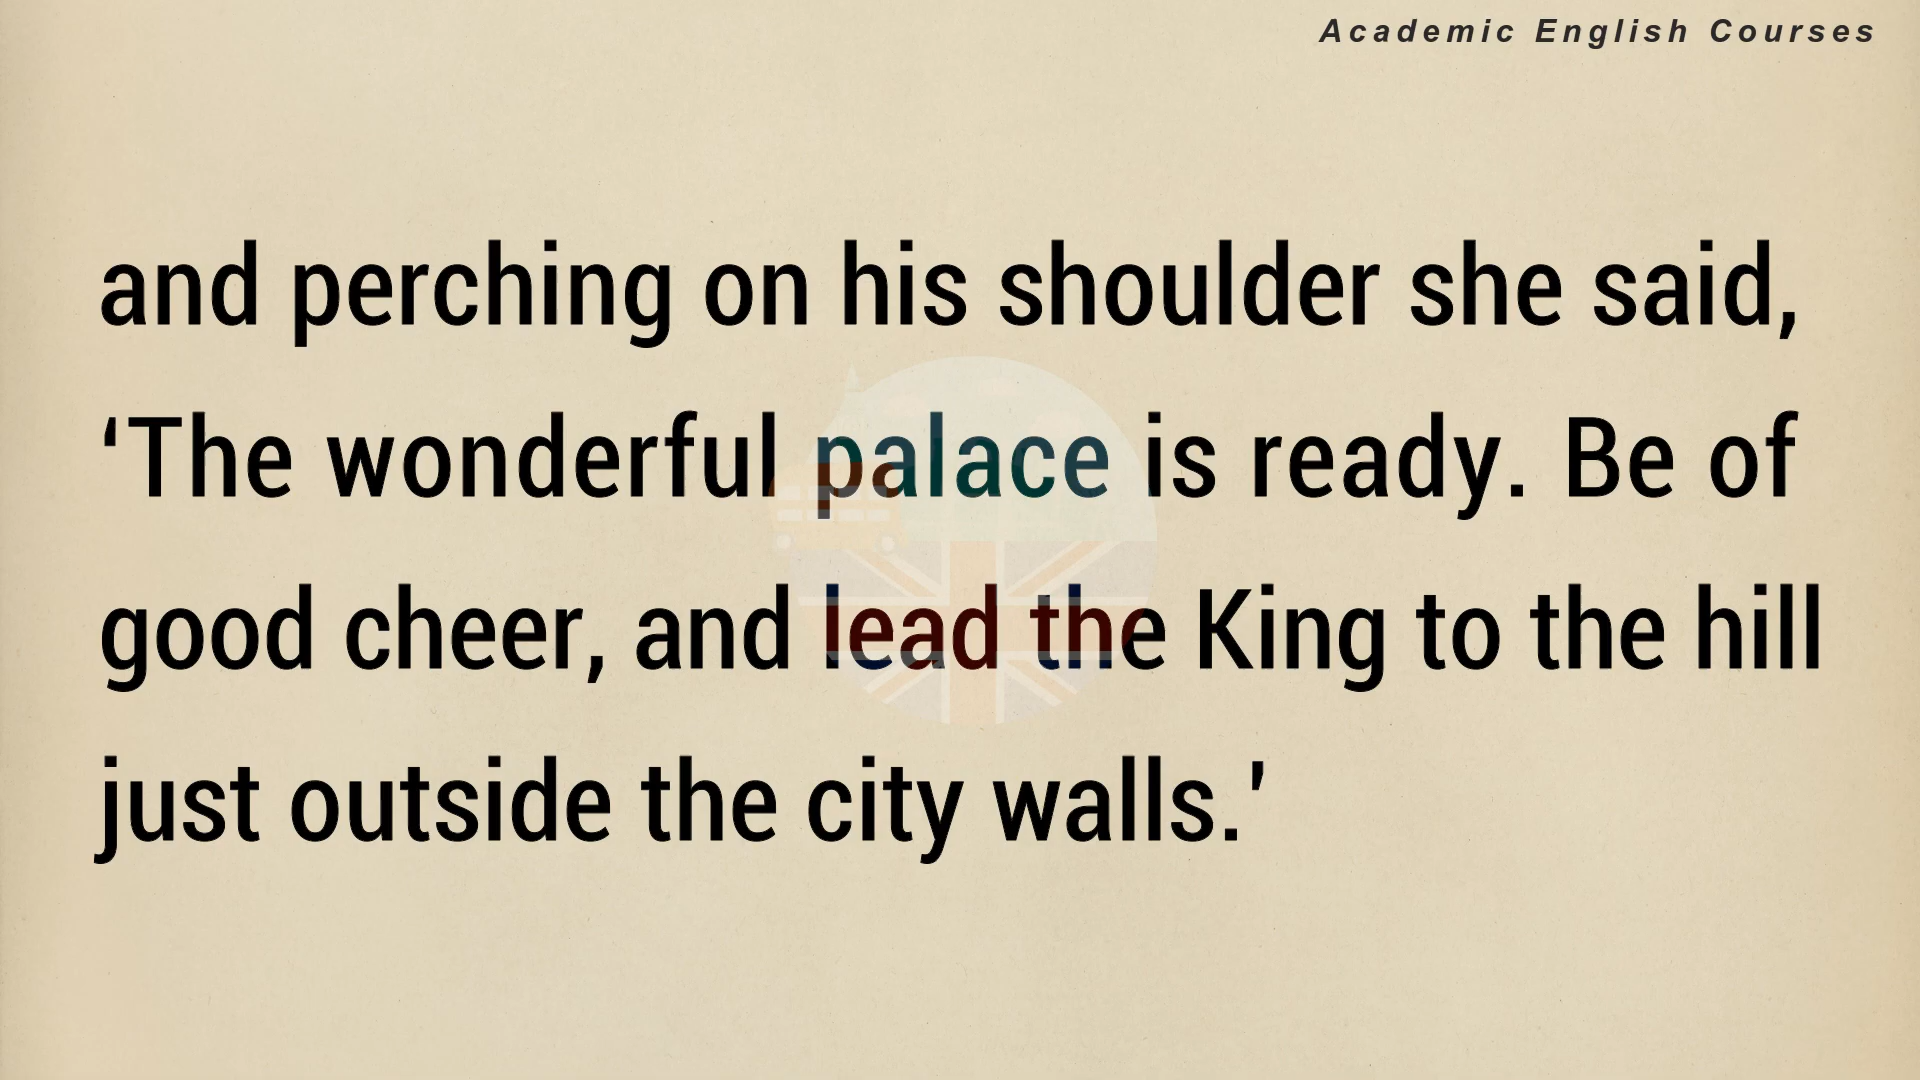 Academic English Courses
and perching on his shoulder she said,
‘The wonderful palace is ready. Be of
good cheer, and lead the King to the hill
just outside the city walls.'